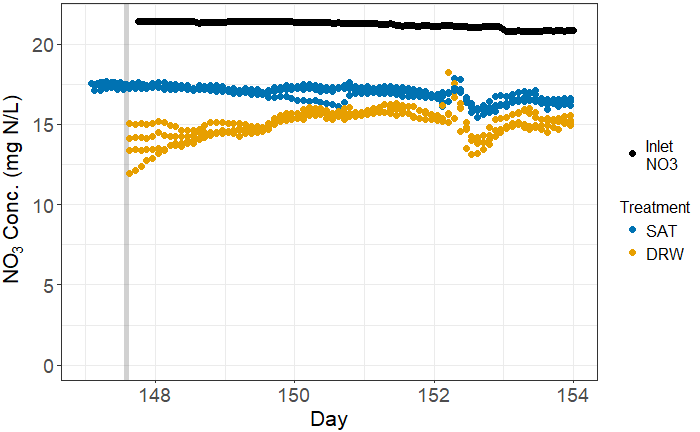 NO3 Conc. (mg N/L)
20
15
10
5
0
148 150 152 154
Day
Inlet
NO3
Treatment
SAT
DRW